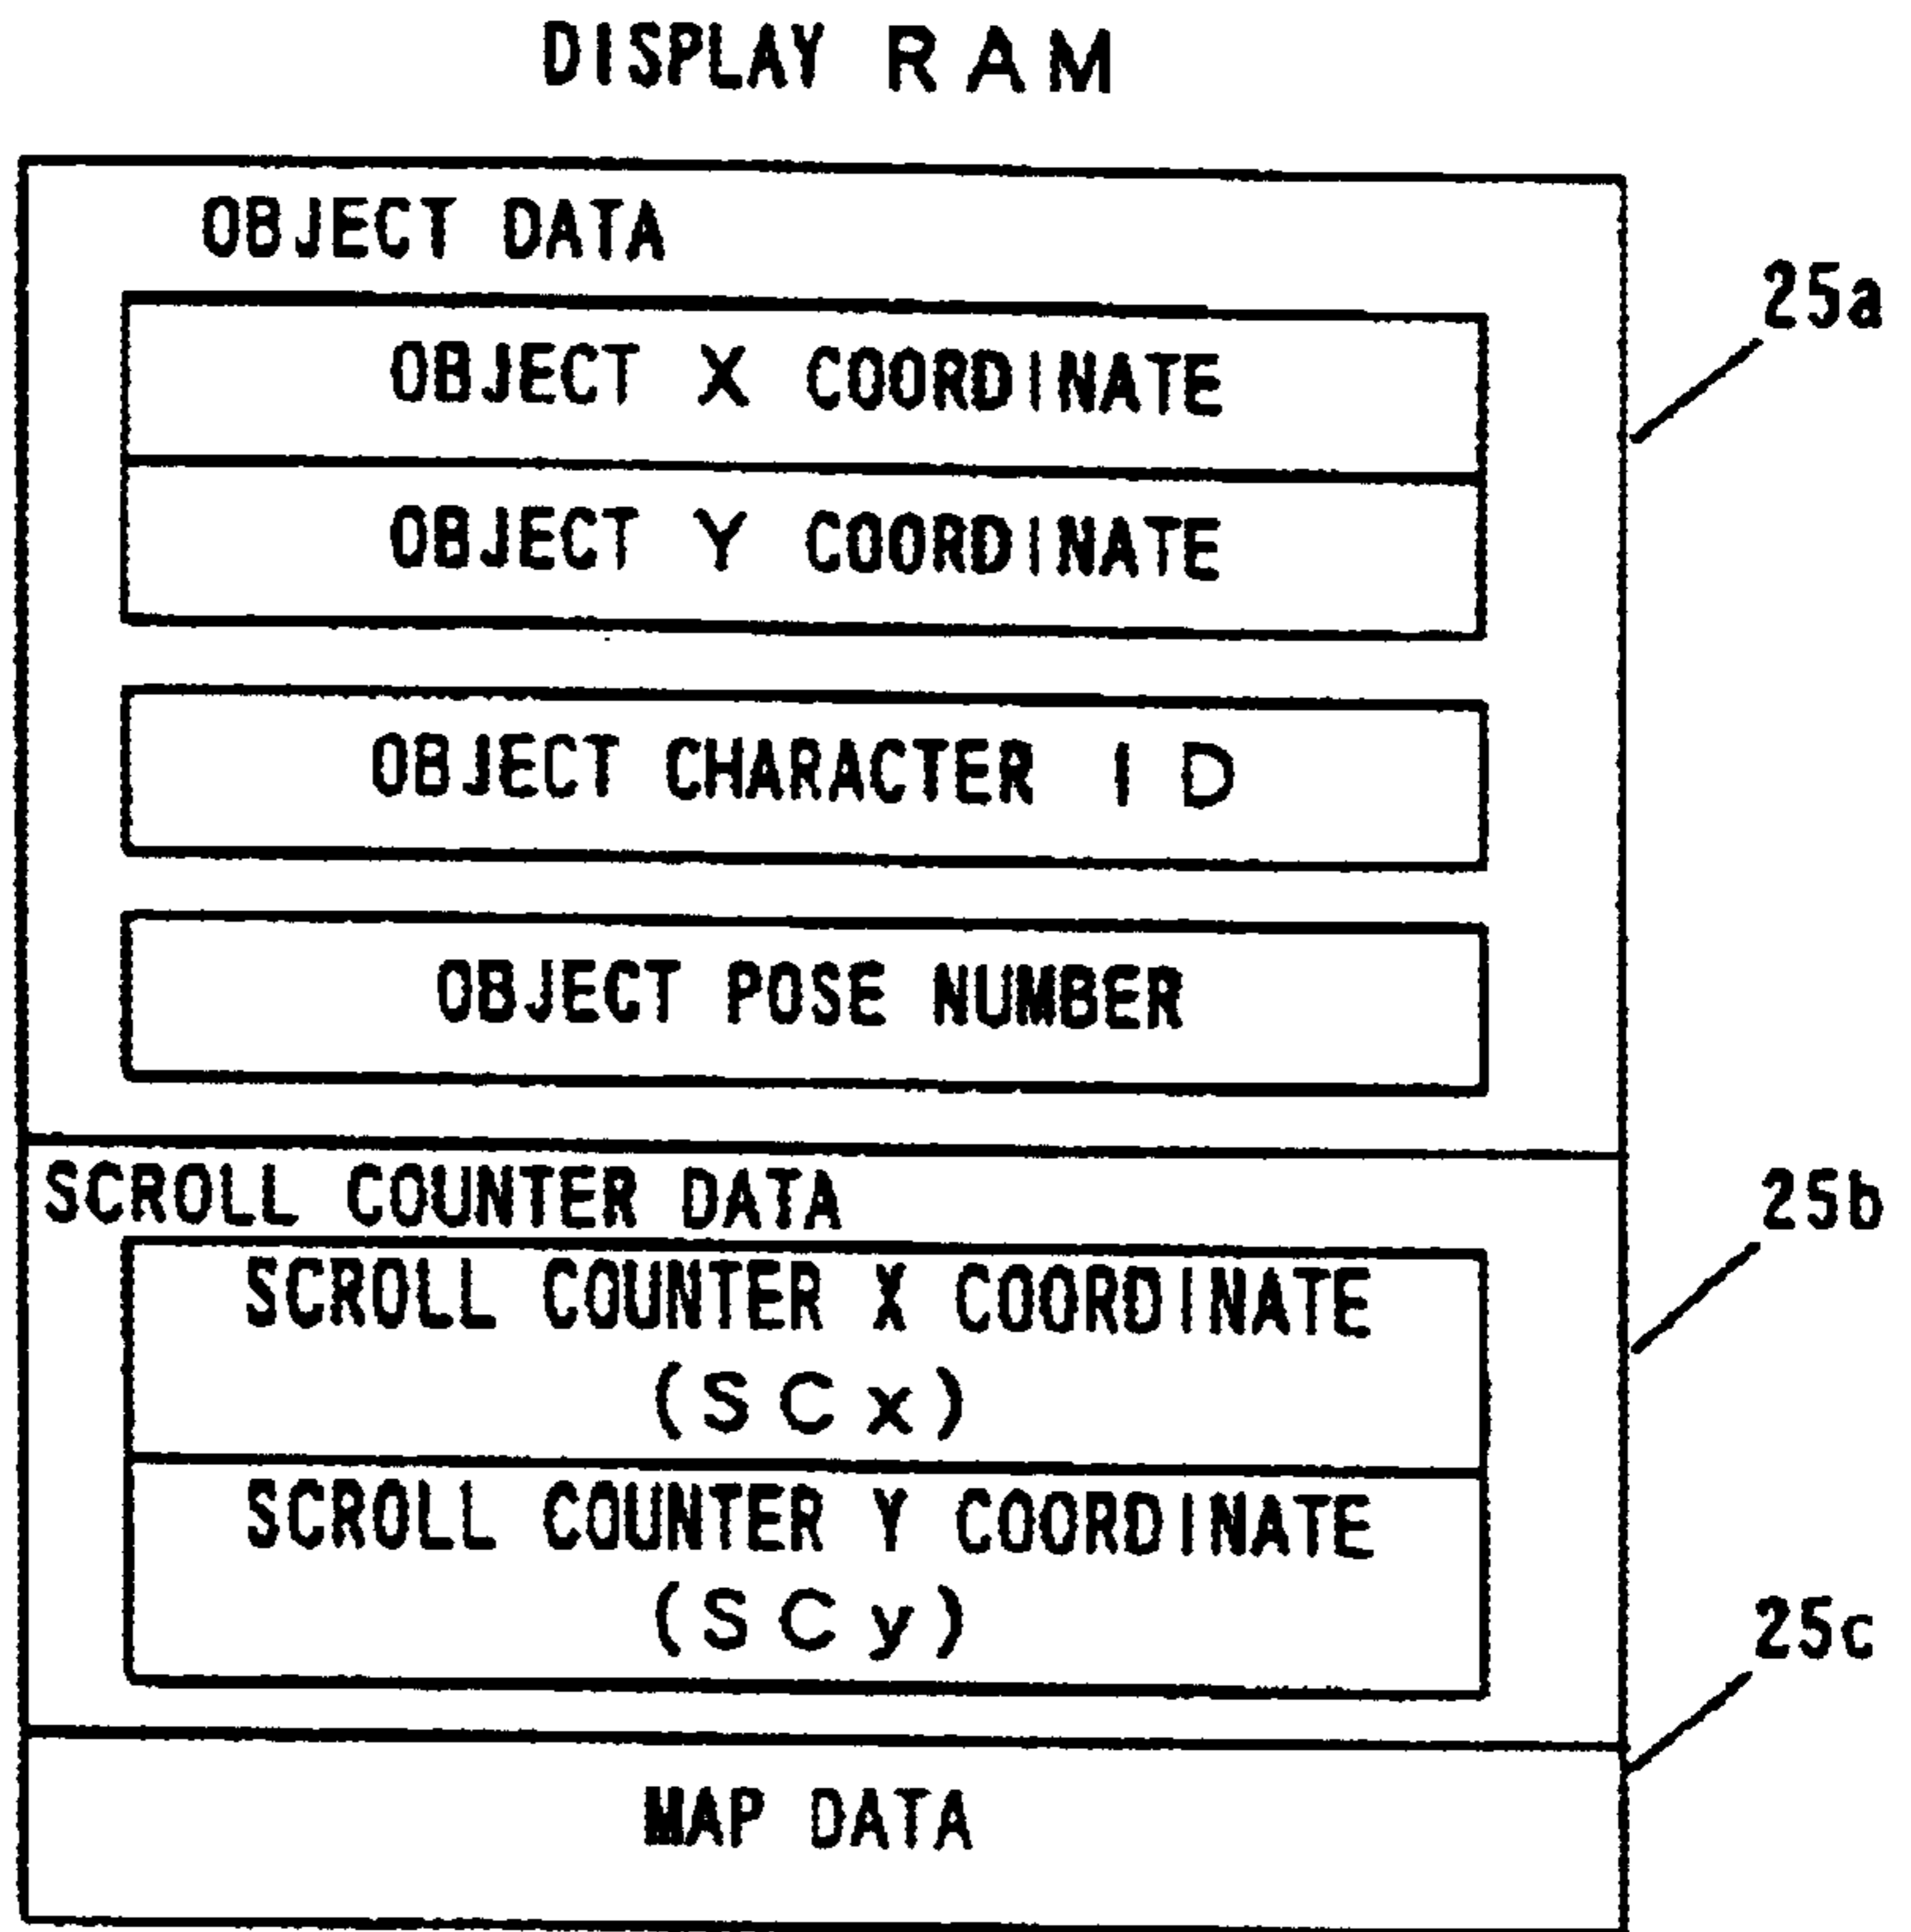 DISPLAY RAM
OBJECT DATA
25a
OBJECT X COORDINATE
OBJECT Y COORDINATE
OBJECT CHARACTER ID
OBJECT POSE NUMBER
SCROLL COUNTER DATA
25b
SCROLL COUNTER X COORDINATE
(SCx)
SCROLL COUNTER Y COORDINATE
(SCy)
25c
MAP DATA